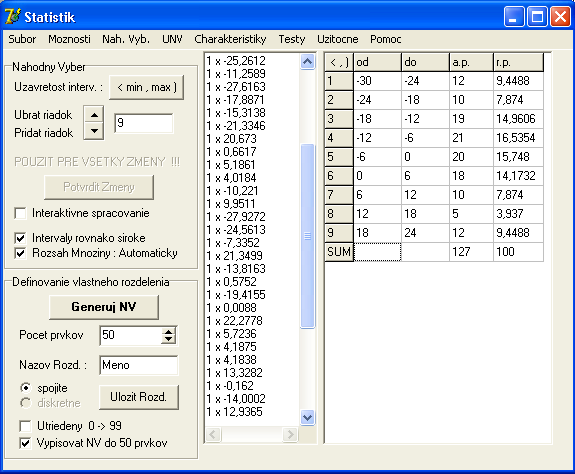 Statistik
Subor Moznosti Nah. Vyb. UNV Charakteristiky Testy Uzitocne Pomoc
Nahodny Vyber
Uzavretost interv. : < min , max )
Ubrat riadok
Pridat riadok
9
POUZIT PRE VSETKY ZMENY !!!
Potvrdit Zmeny
Interaktivne spracovanie
Intervaly rovnako siroke
Rozsah Mnoziny : Automaticky
Definovanie vlastneho rozdelenia
Generuj NV
Pocet prvkov 50
Nazov Rozd. : Meno
spojite
diskretne
Ulozit Rozd.
Utriedeny 0 -> 99
Vypisovat NV do 50 prvkov
1 x -25,2612
1 x -11,2589
1 x -27,6163
1 x -17,8871
1 x -15,3138
1 x -21,3346
1 x 20,673
1 x 0,6617
1 x 5,1861
1 x 4,0184
1 x -10,221
1 x 9,9511
1 x -27,9272
1 x -24,5613
1 x -7,3352
1 x 21,3499
1 x -13,8163
1 x 0,5752
1 x -19,4155
1 x 0,0088
1 x 22,2778
1 x 5,7236
1 x 4,1875
1 x 4,1838
1 x 13,3282
1 x -0,162
1 x -14,0002
1 x 12,9365
< , ) od do a.p. r.p.
1 -30 -24 12 9,4488
2 -24 -18 10 7,874
3 -18 -12 19 14,9606
4 -12 -6 21 16,5354
5 -6 0 20 15,748
6 0 6 18 14,1732
7 6 12 10 7,874
8 12 18 5 3,937
9 18 24 12 9,4488
SUM 127 100